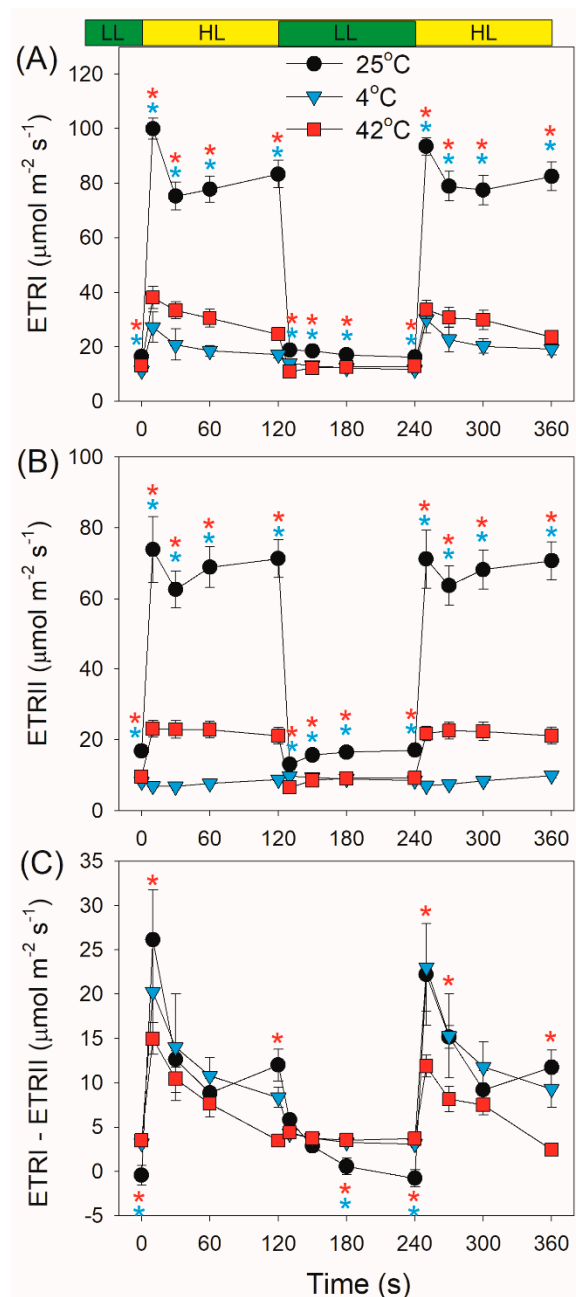 LL HL LL HL
(A)
25°C
4°C
42°C
ETRI (μmol m⁻² s⁻¹)
120
100
80
60
40
20
0
0 60 120 180 240 300 360
(B)
ETRII (μmol m⁻² s⁻¹)
100
80
60
40
20
0
0 60 120 180 240 300 360
(C)
ETRI - ETRII (μmol m⁻² s⁻¹)
35
30
25
20
15
10
5
0
-5
0 60 120 180 240 300 360
Time (s)